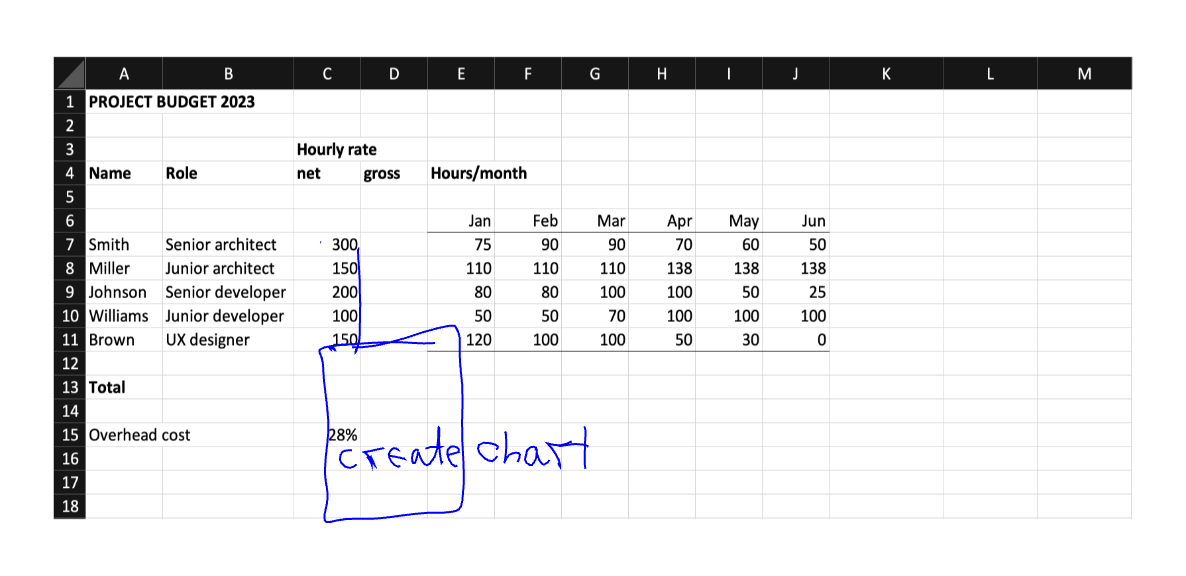 A B C D E F G H I J K L M
1 PROJECT BUDGET 2023
2
3 Hourly rate
4 Name Role net gross Hours/month
5
6 Jan Feb Mar Apr May Jun
7 Smith Senior architect 300 75 90 90 70 60 50
8 Miller Junior architect 150 110 110 110 138 138 138
9 Johnson Senior developer 200 80 80 100 100 50 25
10 Williams Junior developer 100 50 50 70 100 100 100
11 Brown UX designer 150 120 100 100 50 30 0
12
13 Total
14
15 Overhead cost 28%
create chart
16
17
18